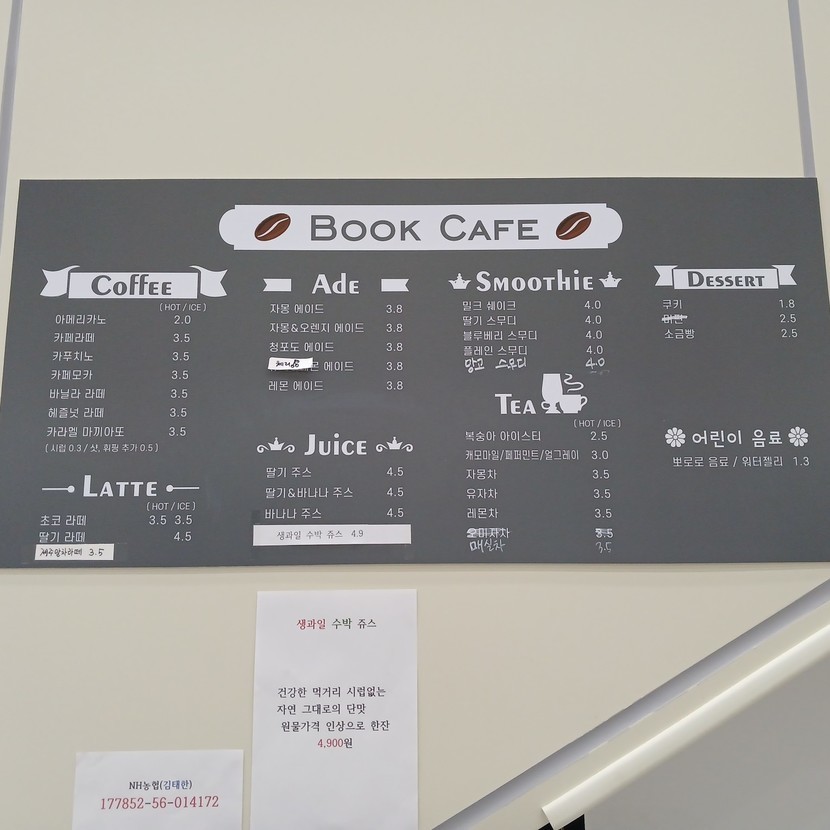 BOOK CAFE
COFFEE
( HOT / ICE )
아메리카노 2.0
카페라떼 3.5
카푸치노 3.5
카페모카 3.5
바닐라 라떼 3.5
헤즐넛 라떼 3.5
카라멜 마끼아또 3.5
( 시럽 0.3 / 샷, 휘핑 추가 0.5 )
LATTE
( HOT / ICE )
초코 라떼 3.5 3.5
딸기 라떼 4.5
3.5
ADE
자몽 에이드 3.8
자몽&오렌지 에이드 3.8
청포도 에이드 3.8
에이드 3.8
레몬 에이드 3.8
JUICE
딸기 주스 4.5
딸기&바나나 주스 4.5
바나나 주스 4.5
생과일 수박 쥬스 4.9
SMOOTHIE
밀크 쉐이크 4.0
딸기 스무디 4.0
블루베리 스무디 4.0
플레인 스무디 4.0
망고 스무디 4.0
TEA
( HOT / ICE )
복숭아 아이스티 2.5
캐모마일/페퍼민트/얼그레이 3.0
자몽차 3.5
유자차 3.5
레몬차 3.5
오미자차 3.5
매실차 3.5
DESSERT
쿠키 1.8
2.5
소금빵 2.5
어린이 음료
뽀로로 음료 / 워터젤리 1.3
생과일 수박 쥬스
건강한 먹거리 시럽없는
자연 그대로의 단맛
원물가격 인상으로 한잔
4,900원
NH농협(김태한)
177852-56-014172